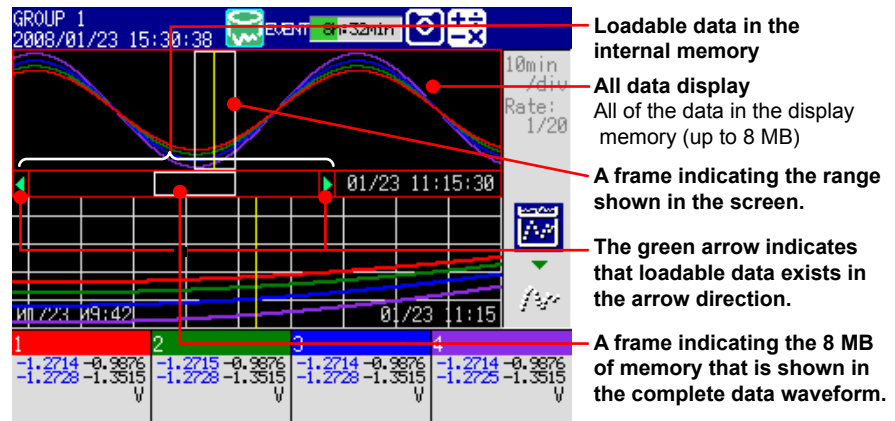 GROUP 1
2008/01/23 15:30:38
EVENT
8H:32min
10min
/div
Rate:
1/20
01/23 11:15:30
01/23 09:42
01/23 11:15
1 2 3 4
-1.2714 -0.9876 -1.2715 -0.9876 -1.2714 -0.9876 -1.2714 -0.9876
-1.2728 -1.3515 -1.2728 -1.3515 -1.2728 -1.3515 -1.2725 -1.3515
V V V V
Loadable data in the
internal memory
All data display
All of the data in the display
memory (up to 8 MB)
A frame indicating the range
shown in the screen.
The green arrow indicates
that loadable data exists in
the arrow direction.
A frame indicating the 8 MB
of memory that is shown in
the complete data waveform.